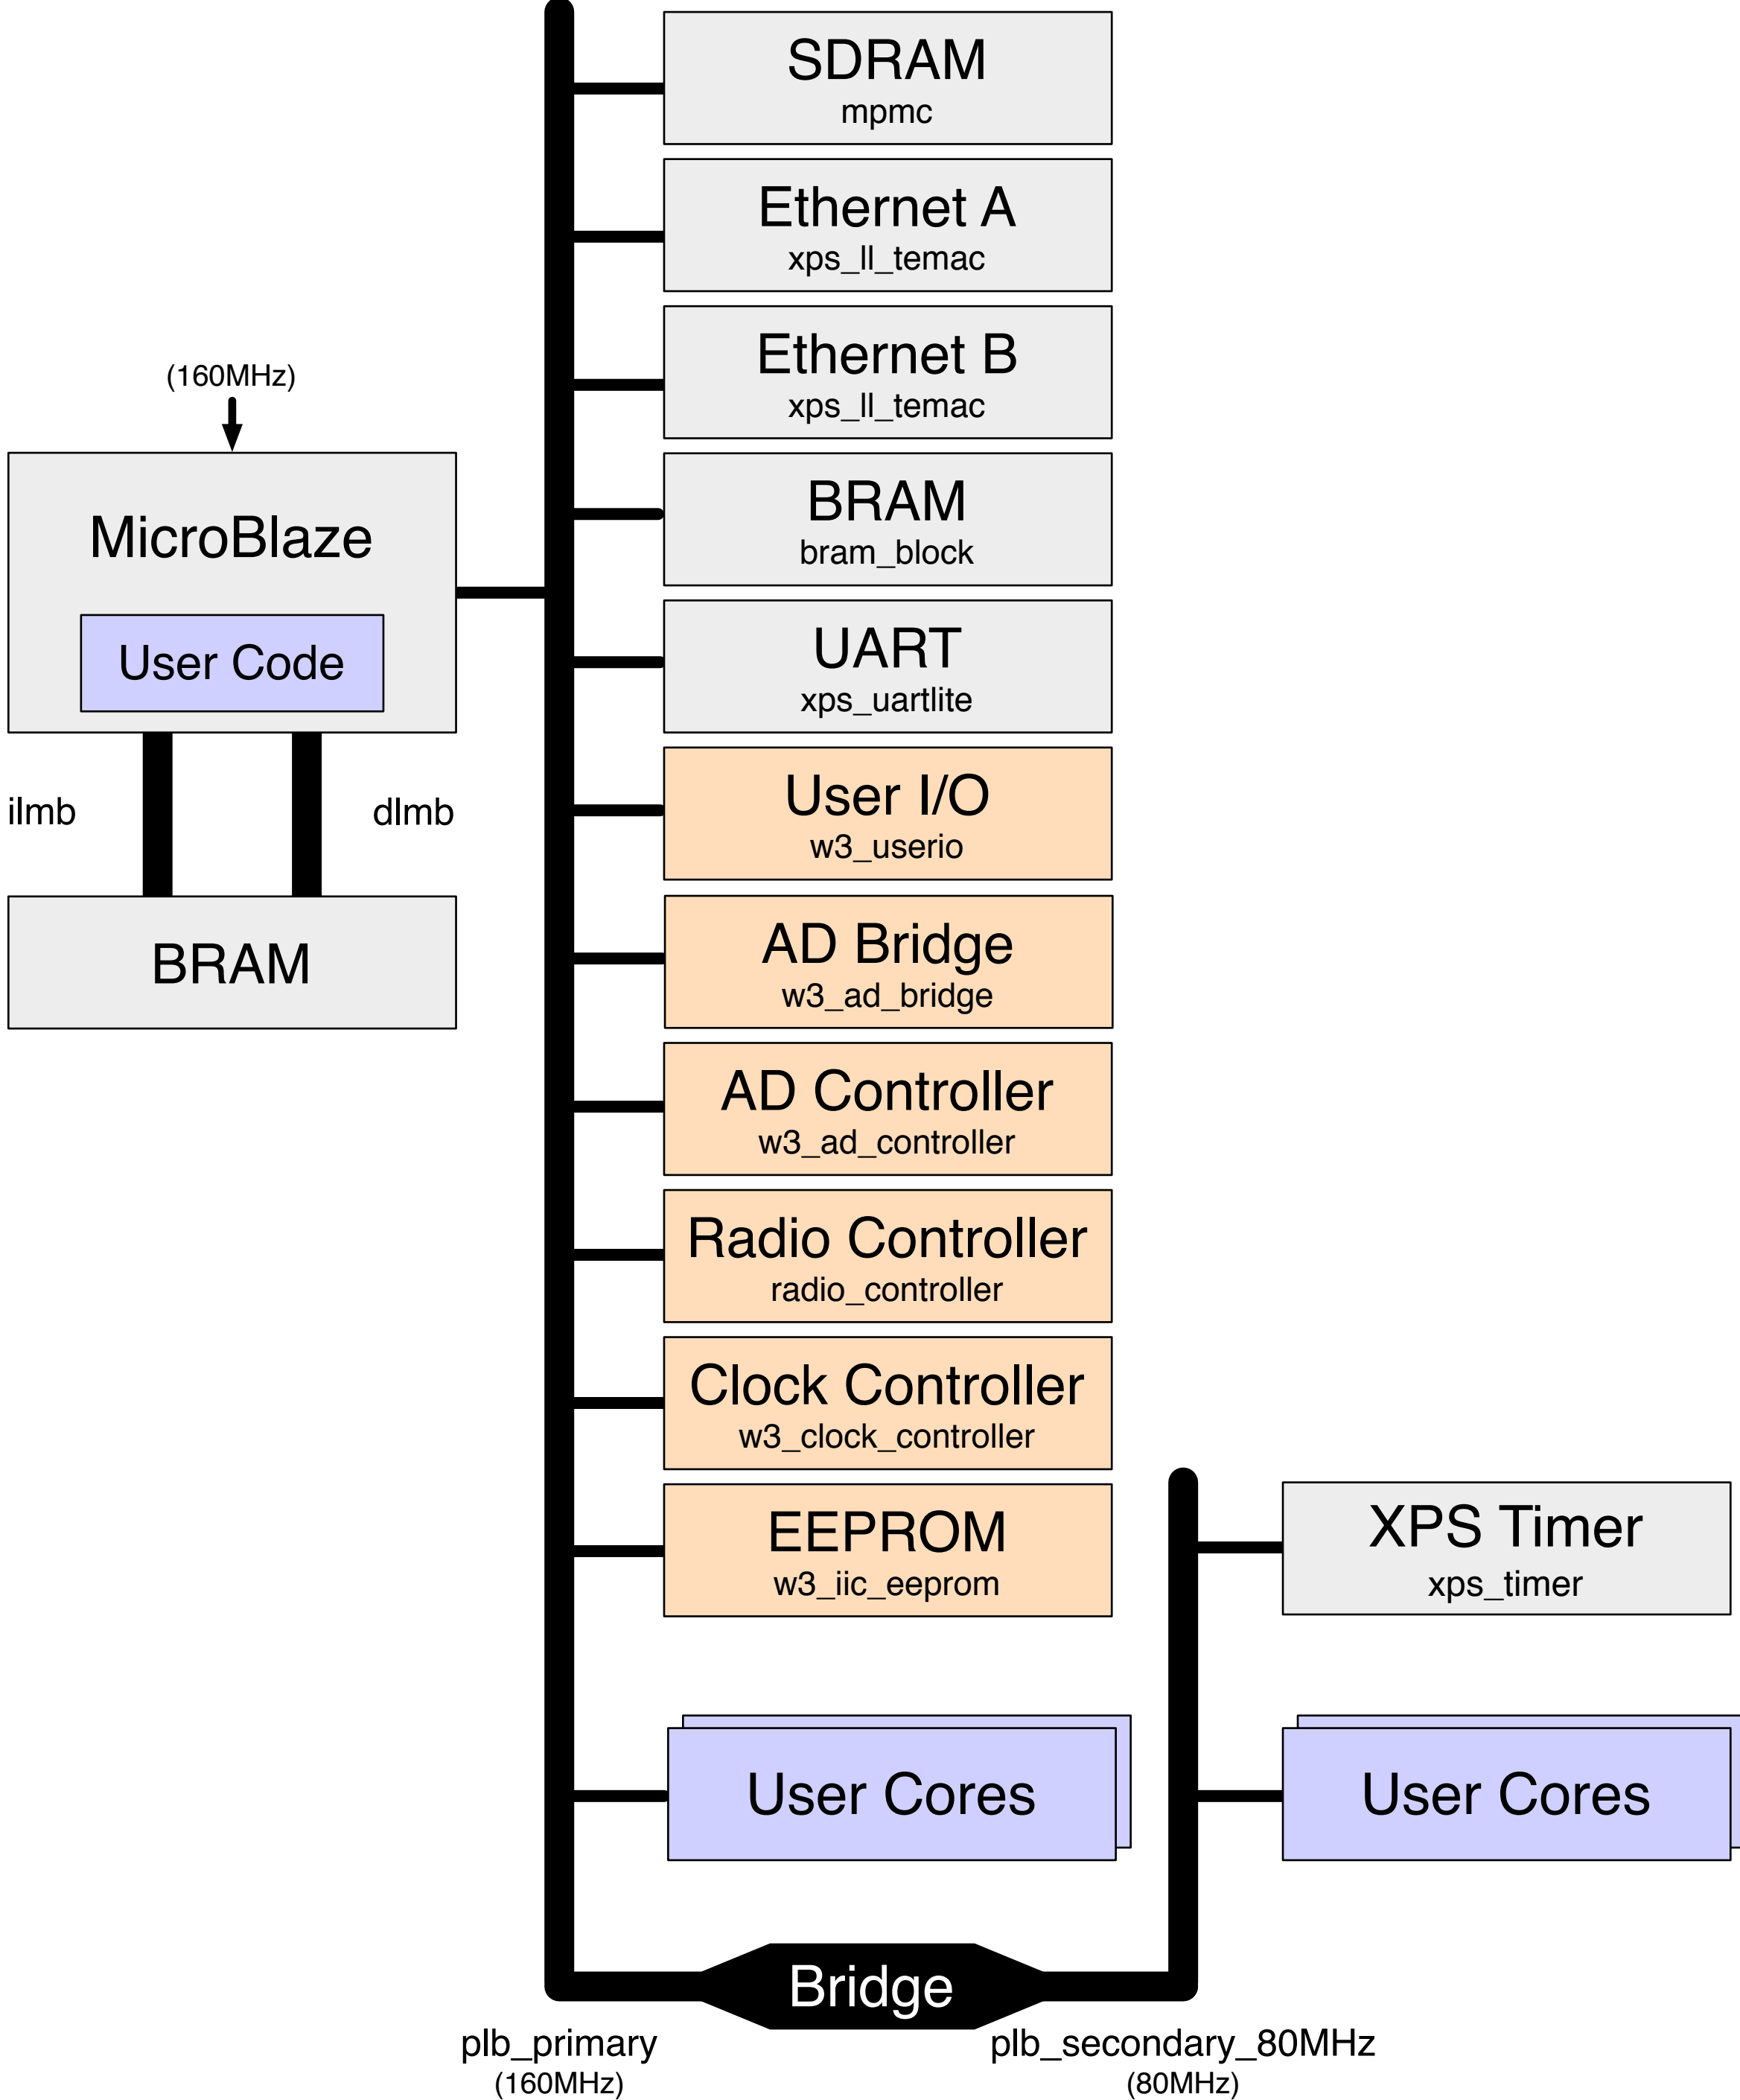 SDRAM
mpmc
Ethernet A
xps_ll_temac
Ethernet B
xps_ll_temac
(160MHz)
MicroBlaze
User Code
ilmb
dlmb
BRAM
BRAM
bram_block
UART
xps_uartlite
User I/O
w3_userio
AD Bridge
w3_ad_bridge
AD Controller
w3_ad_controller
Radio Controller
radio_controller
Clock Controller
w3_clock_controller
EEPROM
w3_iic_eeprom
XPS Timer
xps_timer
User Cores
User Cores
Bridge
plb_primary
(160MHz)
plb_secondary_80MHz
(80MHz)